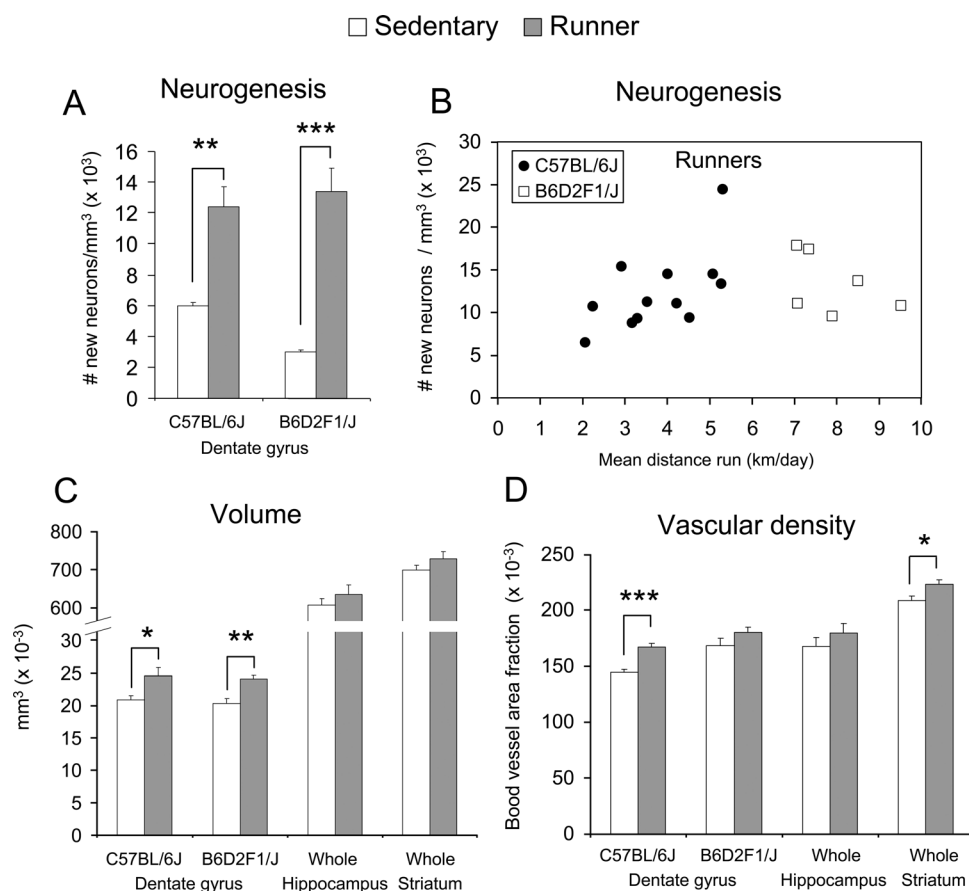 Sedentary Runner
A
Neurogenesis
# new neurons/mm³ (x 10³)
16
14
12
10
8
6
4
2
0
**
***
C57BL/6J B6D2F1/J
Dentate gyrus
B
Neurogenesis
# new neurons / mm³ (x 10³)
30
25
20
15
10
5
0
C57BL/6J
B6D2F1/J
Runners
0 1 2 3 4 5 6 7 8 9 10
Mean distance run (km/day)
C
Volume
mm³ (x 10⁻³)
800
700
600
25
20
15
10
5
0
*
**
C57BL/6J B6D2F1/J Whole Whole
Dentate gyrus Hippocampus Striatum
D
Vascular density
Bood vessel area fraction (x 10⁻³)
250
200
150
100
50
0
***
*
C57BL/6J B6D2F1/J Whole Whole
Dentate gyrus Hippocampus Striatum